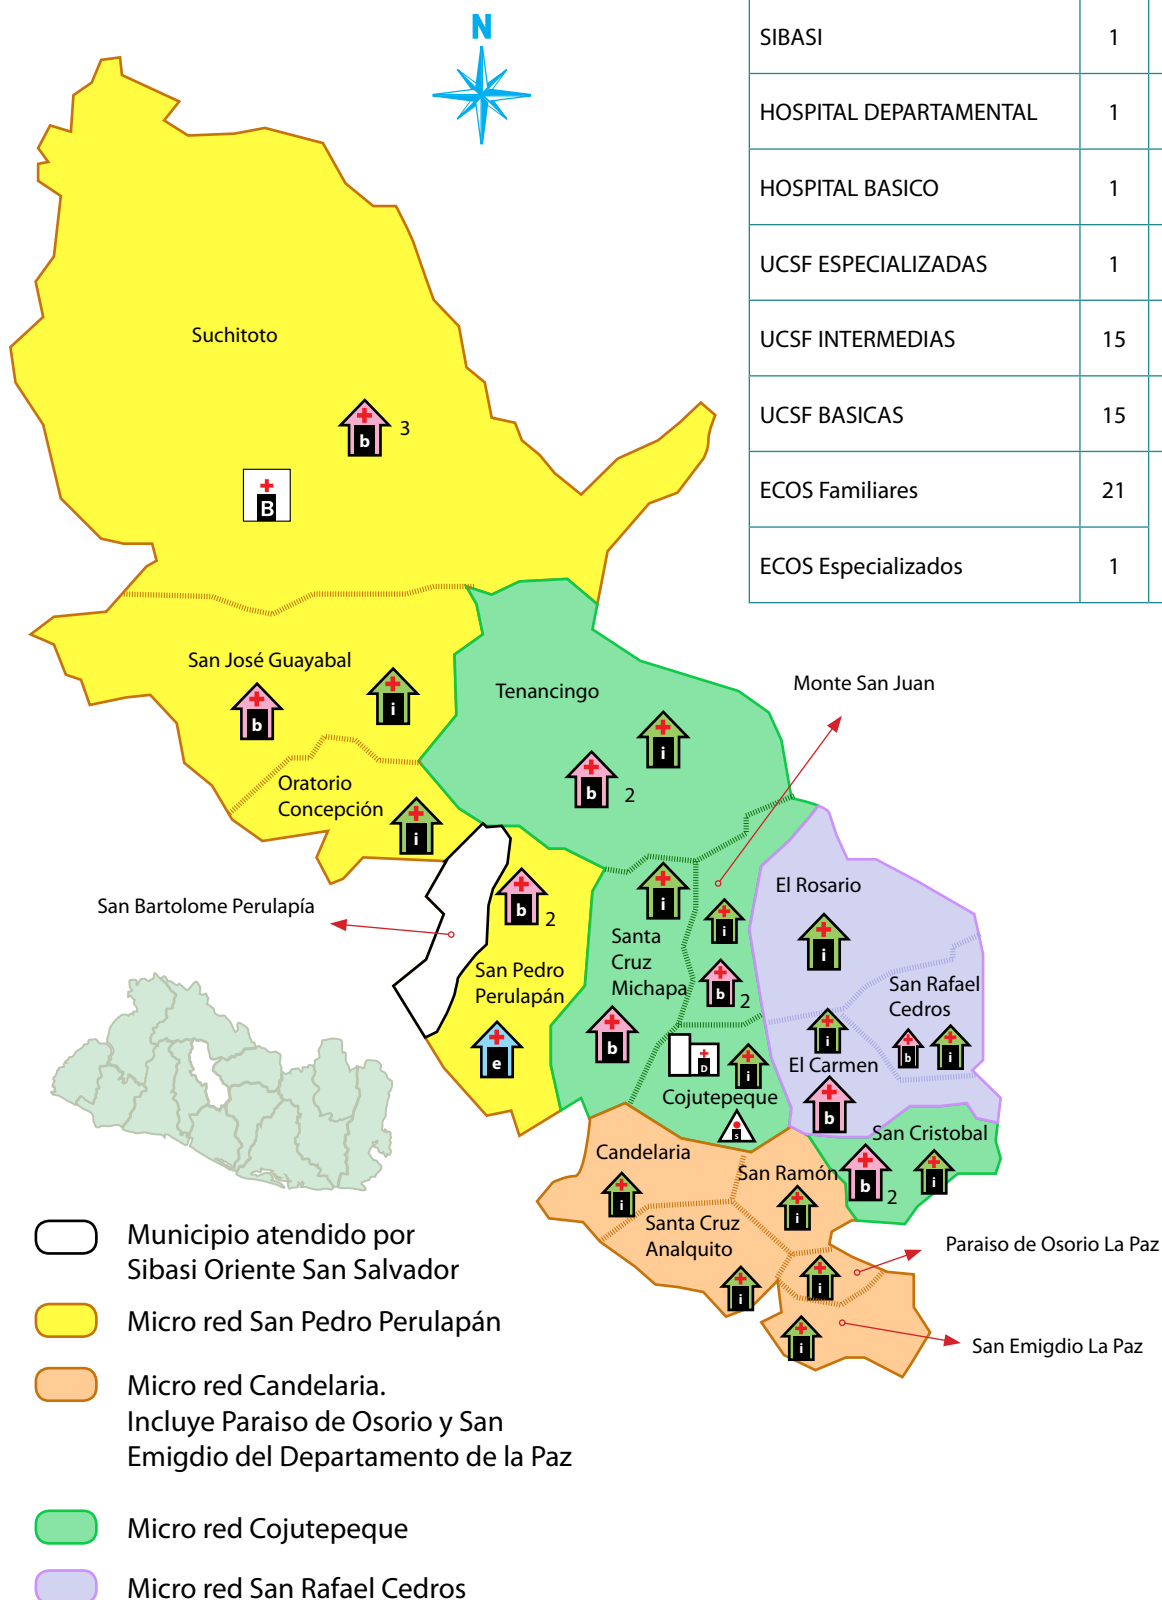 N
SIBASI 1
HOSPITAL DEPARTAMENTAL 1
HOSPITAL BASICO 1
UCSF ESPECIALIZADAS 1
UCSF INTERMEDIAS 15
UCSF BASICAS 15
ECOS Familiares 21
ECOS Especializados 1
Suchitoto
b 3
B
San José Guayabal
b
i
Tenancingo
i
b 2
Monte San Juan
Oratorio
Concepción
i
San Bartolome Perulapía
b 2
San Pedro
Perulapán
e
Santa
Cruz
Michapa
i
b
i
b 2
El Rosario
i
San Rafael
Cedros
b
i
i
El Carmen
b
D
i
Cojutepeque
s
San Cristobal
b 2
i
Candelaria
i
San Ramón
i
Santa Cruz
Analquito
i
Paraiso de Osorio La Paz
i
San Emigdio La Paz
i
Municipio atendido por
Sibasi Oriente San Salvador
Micro red San Pedro Perulapán
Micro red Candelaria.
Incluye Paraiso de Osorio y San
Emigdio del Departamento de la Paz
Micro red Cojutepeque
Micro red San Rafael Cedros